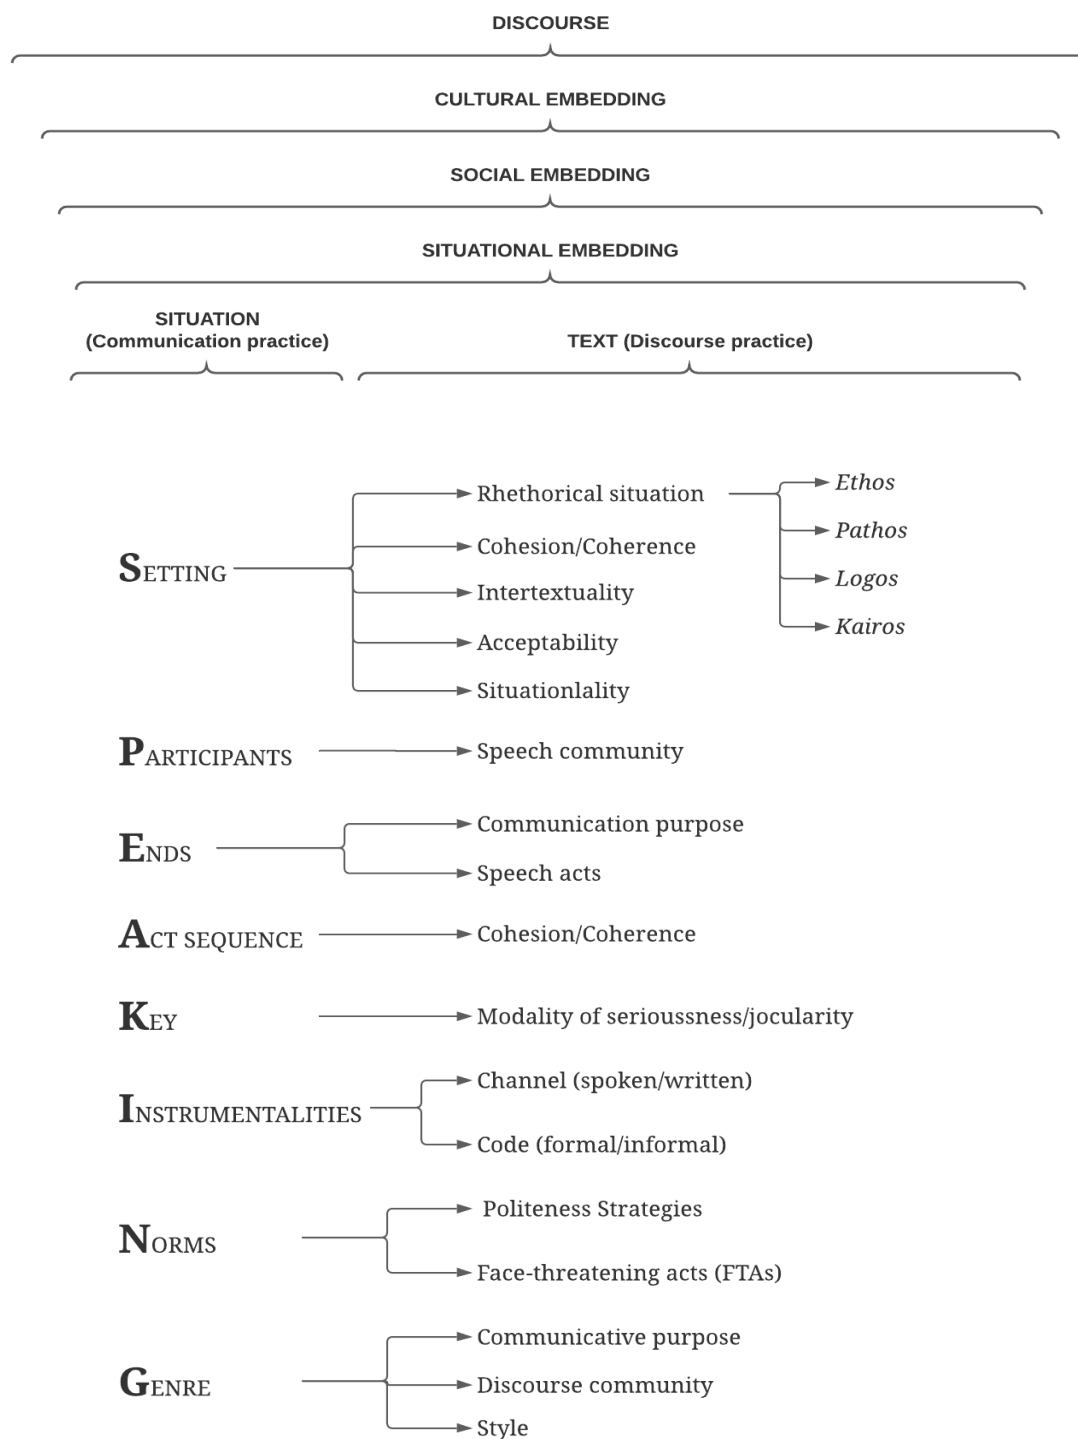 DISCOURSE
CULTURAL EMBEDDING
SOCIAL EMBEDDING
SITUATIONAL EMBEDDING
SITUATION
(Communication practice)
TEXT (Discourse practice)
SETTING
Rhethorical situation
Ethos
Pathos
Logos
Kairos
Cohesion/Coherence
Intertextuality
Acceptability
Situationlality
PARTICIPANTS
Speech community
ENDS
Communication purpose
Speech acts
ACT SEQUENCE
Cohesion/Coherence
KEY
Modality of serioussness/jocularity
INSTRUMENTALITIES
Channel (spoken/written)
Code (formal/informal)
NORMS
Politeness Strategies
Face-threatening acts (FTAs)
GENRE
Communicative purpose
Discourse community
Style